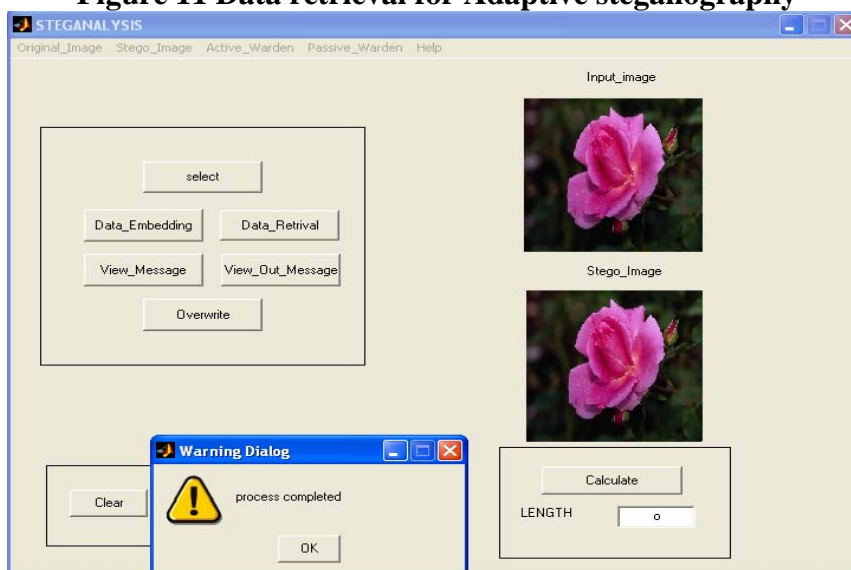 Figure 11 Data retrieval for Adaptive steganography
STEGANALYSIS
Original_Image Stego_Image Active_Warden Passive_Warden Help
Input_image
select
Data_Embedding Data_Retrival
View_Message View_Out_Message
Overwrite
Stego_Image
Warning Dialog
process completed
OK
Clear
Calculate
LENGTH o